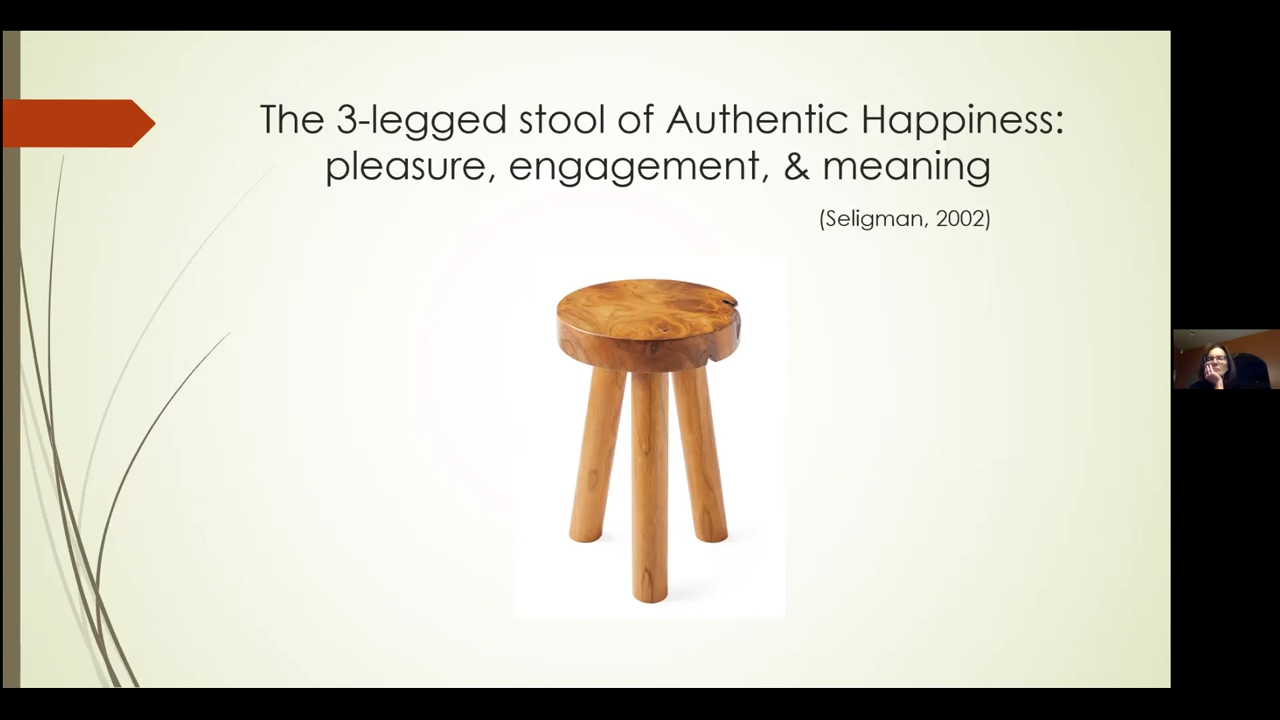 The 3-legged stool of Authentic Happiness:
pleasure, engagement, & meaning
(Seligman, 2002)